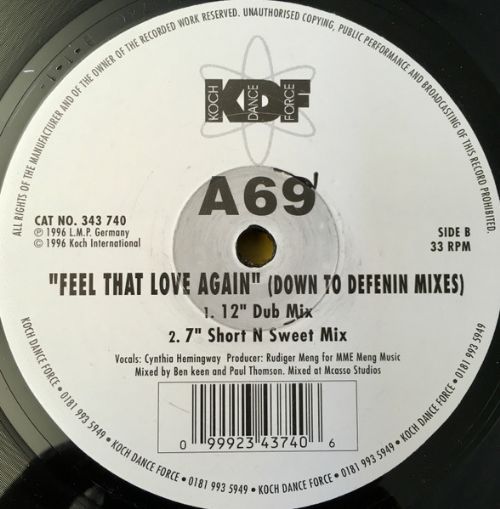 ALL RIGHTS OF THE MANUFACTURER AND OF THE OWNER OF THE RECORDED WORK RESERVED. UNAUTHORISED COPYING, PUBLIC PERFORMANCE AND BROADCASTING OF THIS RECORD PROHIBITED.
KOCH DANCE FORCE
KDF
A69
CAT NO. 343 740
℗ 1996 L.M.P. Germany
© 1996 Koch International
SIDE B
33 RPM
"FEEL THAT LOVE AGAIN" (DOWN TO DEFENIN MIXES)
1. 12" Dub Mix
2. 7" Short N Sweet Mix
Vocals: Cynthia Hemingway Producer: Rudiger Meng for MME Meng Music
Mixed by Ben keen and Paul Thomson. Mixed at Mcasso Studios
0 99923 43740 6
KOCH DANCE FORCE • 0181 993 5949 • KOCH DANCE FORCE • 0181 993 5949 • KOCH DANCE FORCE • 0181 993 5949 • KOCH DANCE FORCE • 0181 993 5949